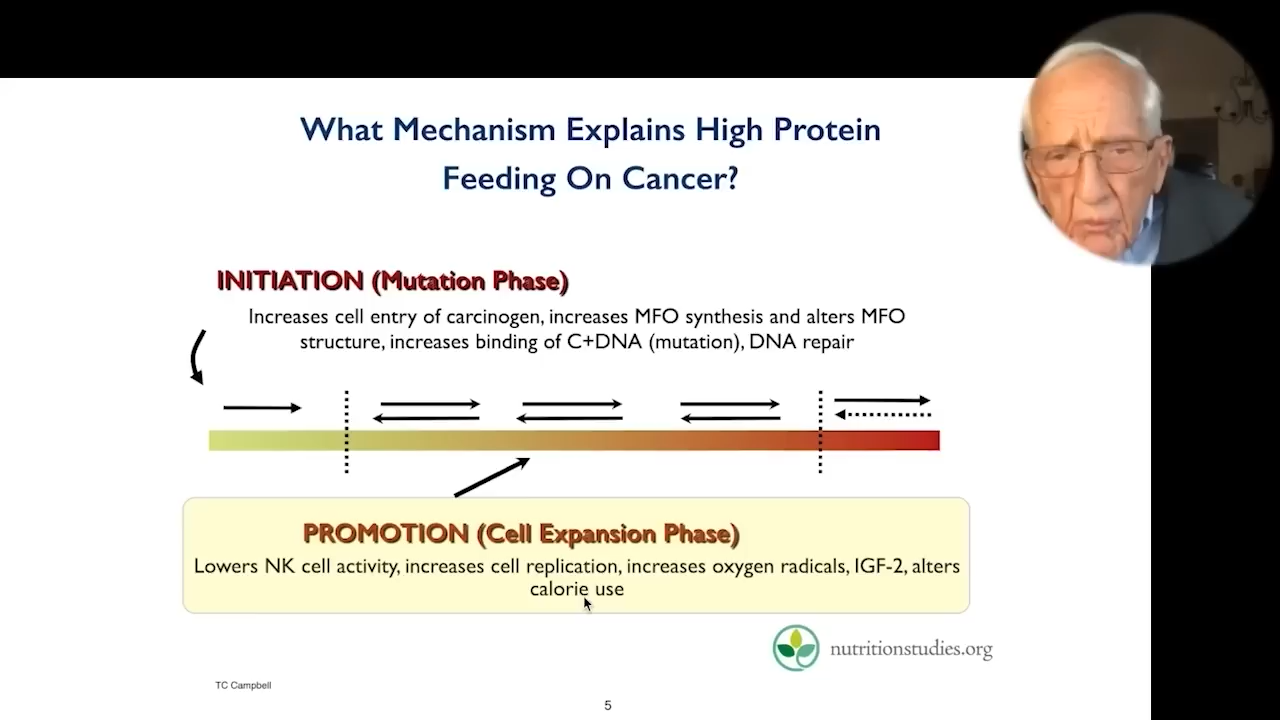 What Mechanism Explains High Protein
Feeding On Cancer?
INITIATION (Mutation Phase)
Increases cell entry of carcinogen, increases MFO synthesis and alters MFO
structure, increases binding of C+DNA (mutation), DNA repair
PROMOTION (Cell Expansion Phase)
Lowers NK cell activity, increases cell replication, increases oxygen radicals, IGF-2, alters
calorie use
nutritionstudies.org
TC Campbell
5